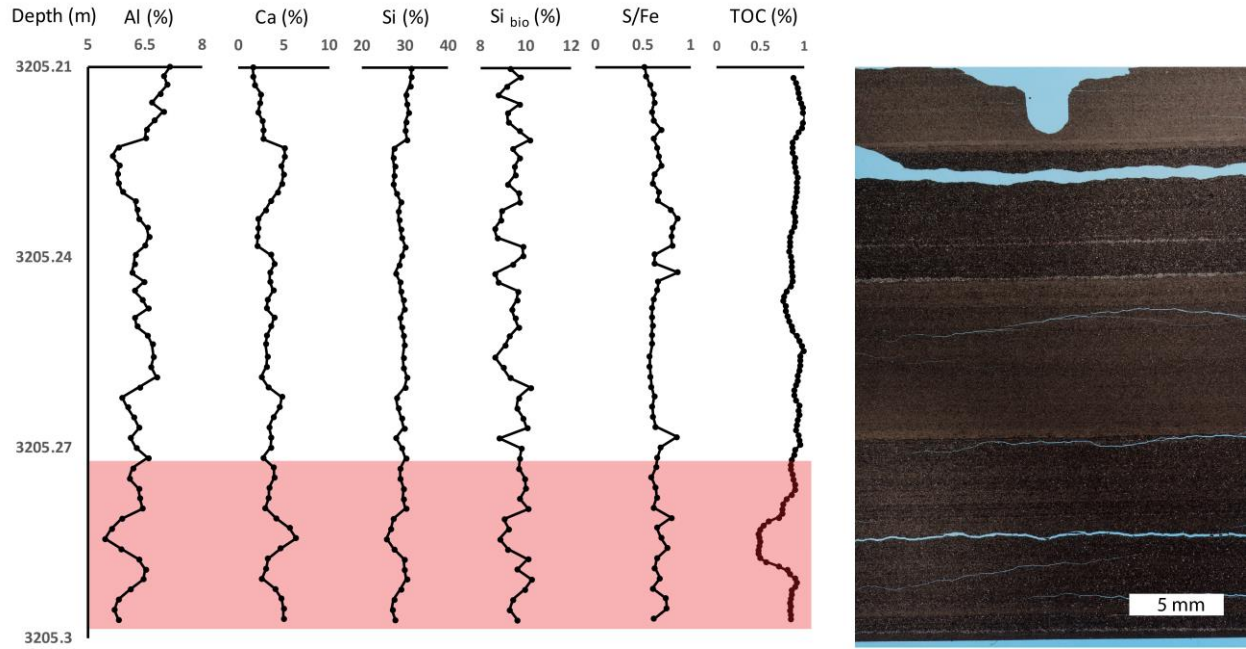 Depth (m) Al (%) Ca (%) Si (%) Si bio (%) S/Fe TOC (%)
5 6.5 8 0 5 10 20 30 40 8 10 12 0 0.5 1 0 0.5 1
3205.21
3205.24
3205.27
3205.3
5 mm